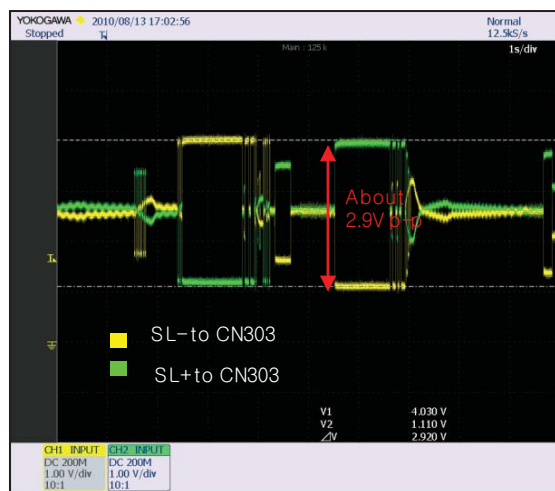 YOKOGAWA 2010/08/13 17:02:56 Normal
Stopped 12.5kS/s
Main : 125 k 1s/div
About
2.9V p-p
SL-to CN303
SL+to CN303
V1 4.030 V
V2 1.110 V
⊿V 2.920 V
CH1 INPUT CH2 INPUT
DC 200M DC 200M
1.00 V/div 1.00 V/div
10:1 10:1